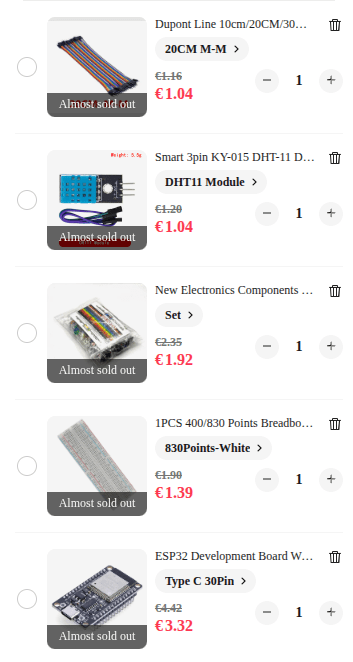 Dupont Line 10cm/20CM/30…
20CM M-M
€1.16
€1.04
1
Almost sold out
Weight: 5.8g
Smart 3pin KY-015 DHT-11 D…
DHT11 Module
€1.20
€1.04
1
Almost sold out
New Electronics Components …
Set
€2.35
€1.92
1
Almost sold out
1PCS 400/830 Points Breadbo…
830Points-White
€1.90
€1.39
1
Almost sold out
ESP32 Development Board W…
Type C 30Pin
€4.42
€3.32
1
Almost sold out